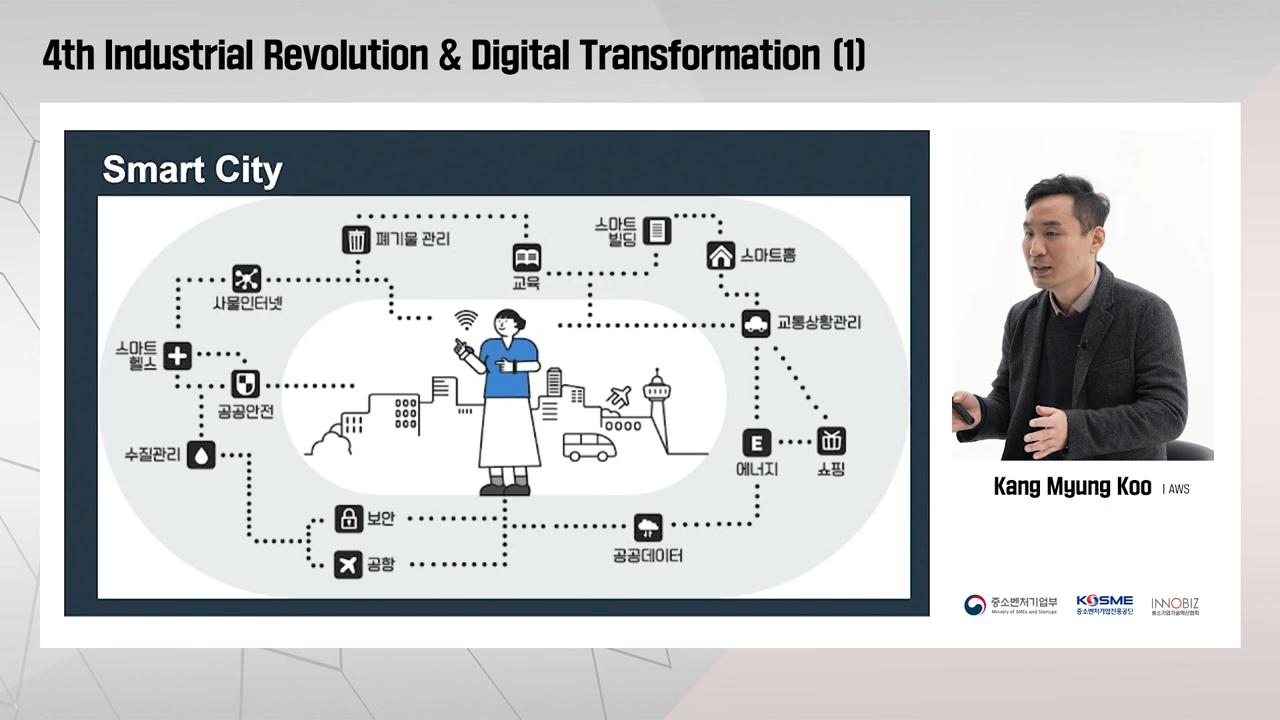 4th Industrial Revolution & Digital Transformation (1)
Smart City
폐기물 관리
스마트
빌딩
스마트홈
교육
사물인터넷
교통상황관리
스마트
헬스
공공안전
수질관리
E
에너지
쇼핑
보안
공항
공공데이터
Kang Myung Koo | AWS
중소벤처기업부
Ministry of SMEs and Startups
KOSME
중소벤처기업진흥공단
INNOBIZ
중소기업기술혁신협회